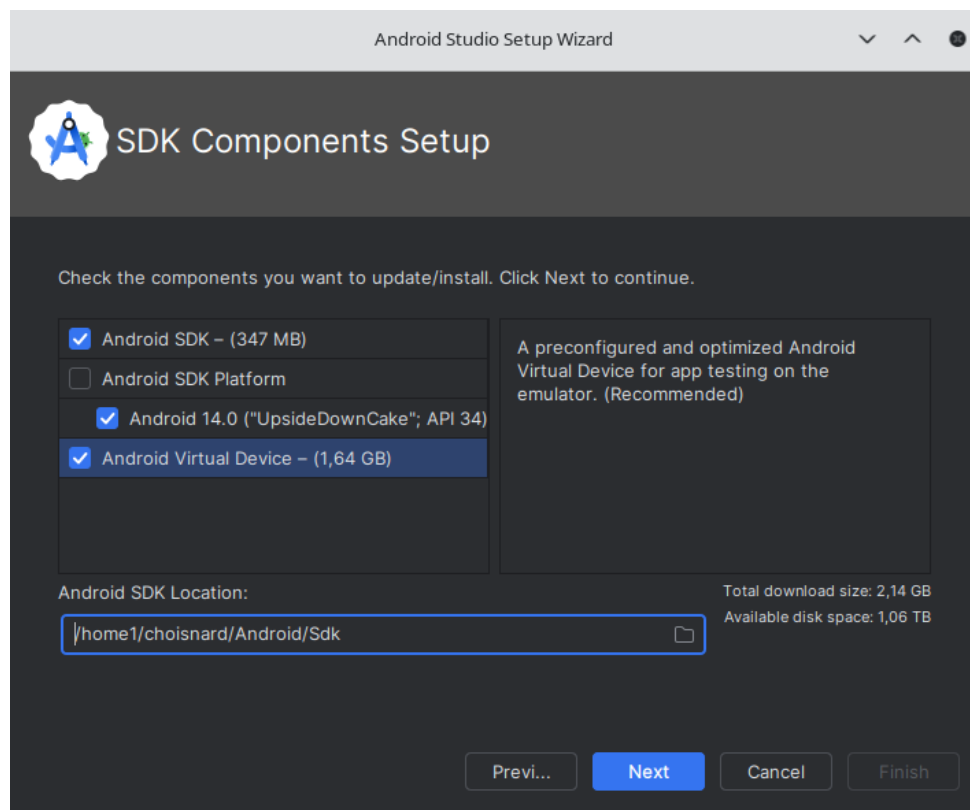 Android Studio Setup Wizard
SDK Components Setup
Check the components you want to update/install. Click Next to continue.
Android SDK – (347 MB)
Android SDK Platform
Android 14.0 ("UpsideDownCake"; API 34)
Android Virtual Device – (1,64 GB)
A preconfigured and optimized Android
Virtual Device for app testing on the
emulator. (Recommended)
Android SDK Location:
/home1/choisnard/Android/Sdk
Total download size: 2,14 GB
Available disk space: 1,06 TB
Previ...
Next
Cancel
Finish